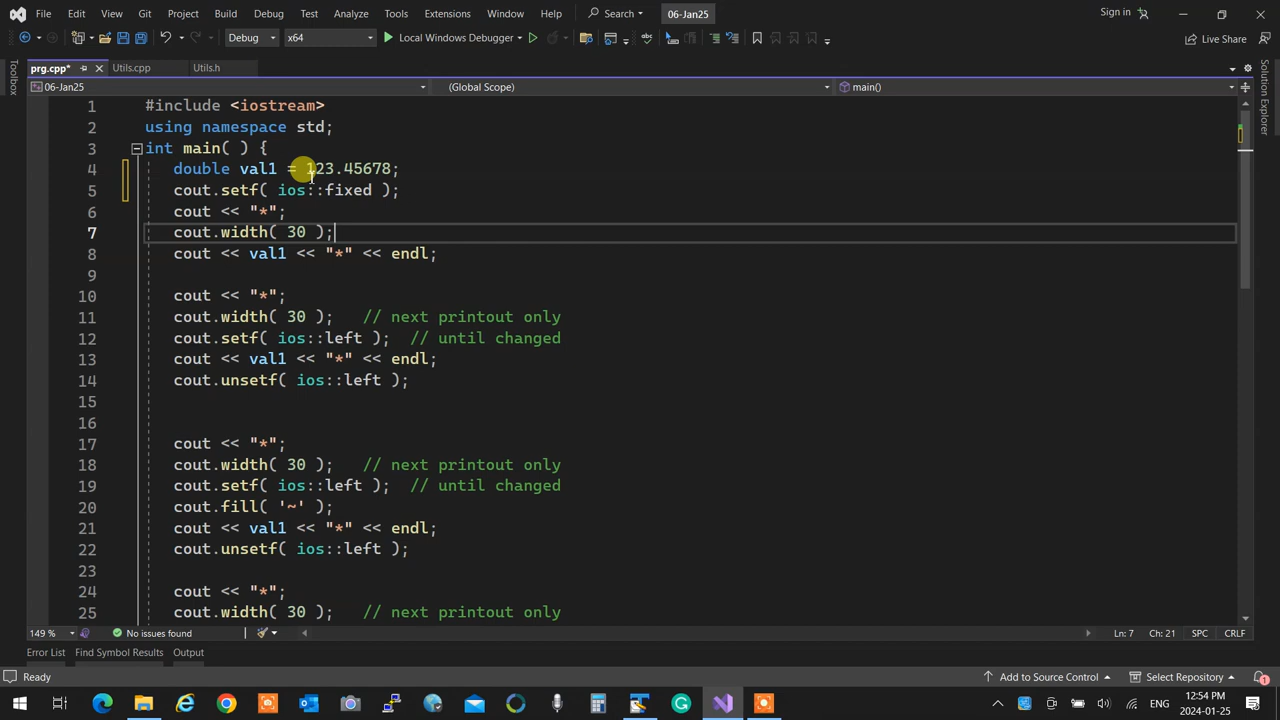 File Edit View Git Project Build Debug Test Analyze Tools Extensions Window Help Search 06-Jan25 Sign in
Debug x64 Local Windows Debugger Live Share
prg.cpp* Utils.cpp Utils.h
06-Jan25 (Global Scope) main()
Toolbox
Solution Explorer
1 #include <iostream>
2 using namespace std;
3 int main( ) {
4 double val1 = 123.45678;
5 cout.setf( ios::fixed );
6 cout << "*";
7 cout.width( 30 );
8 cout << val1 << "*" << endl;
9
10 cout << "*";
11 cout.width( 30 ); // next printout only
12 cout.setf( ios::left ); // until changed
13 cout << val1 << "*" << endl;
14 cout.unsetf( ios::left );
15
16
17 cout << "*";
18 cout.width( 30 ); // next printout only
19 cout.setf( ios::left ); // until changed
20 cout.fill( '~' );
21 cout << val1 << "*" << endl;
22 cout.unsetf( ios::left );
23
24 cout << "*";
25 cout.width( 30 ); // next printout only
149 % No issues found Ln: 7 Ch: 21 SPC CRLF
Error List Find Symbol Results Output
Ready Add to Source Control Select Repository 1
ENG 12:54 PM
2024-01-25